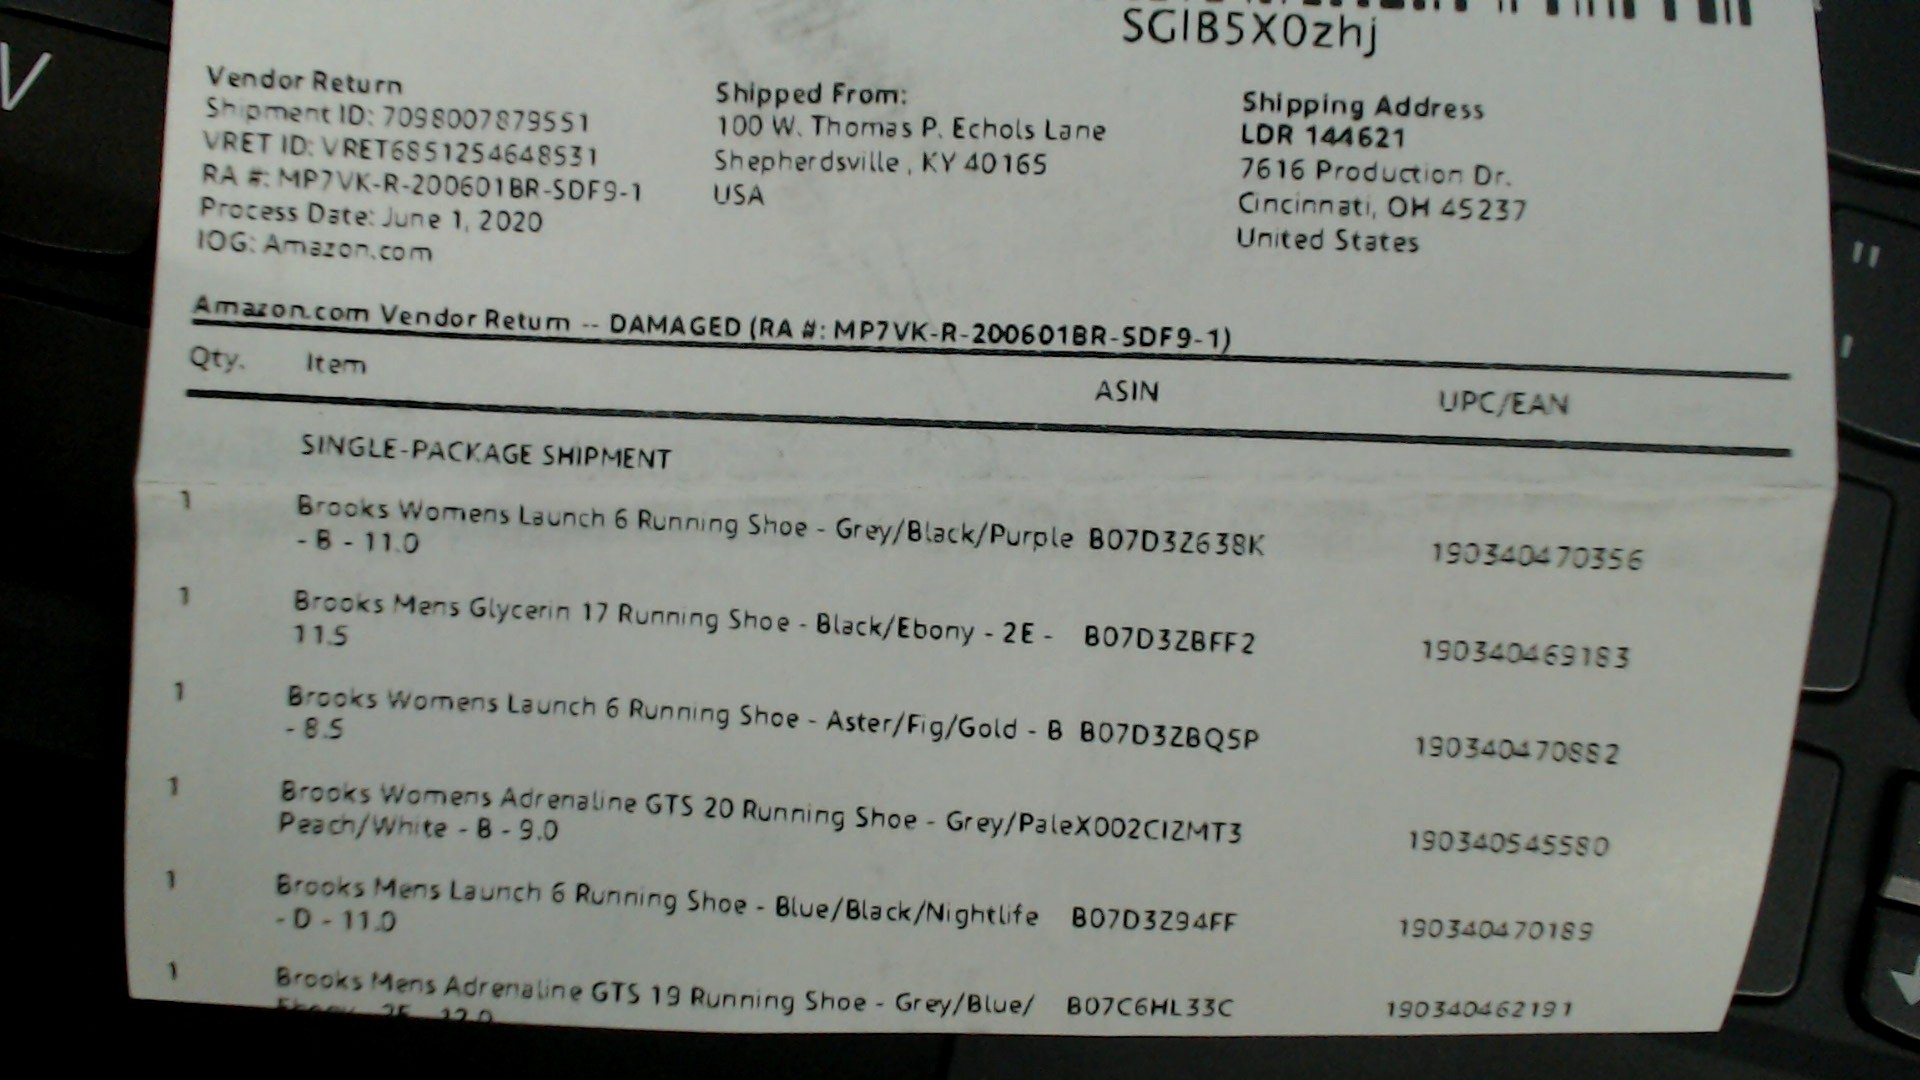 SGIB5X0zhj
Vendor Return
Shipment ID: 7098007879551
VRET ID: VRET6851254648531
RA #: MP7VK-R-200601BR-SDF9-1
Process Date: June 1, 2020
IOG: Amazon.com
Shipped From:
100 W. Thomas P. Echols Lane
Shepherdsville , KY 40165
USA
Shipping Address
LDR 144621
7616 Production Dr.
Cincinnati, OH 45237
United States
Amazon.com Vendor Return -- DAMAGED (RA #: MP7VK-R-200601BR-SDF9-1)
Qty. Item ASIN UPC/EAN
SINGLE-PACKAGE SHIPMENT
1 Brooks Womens Launch 6 Running Shoe - Grey/Black/Purple B07D3Z638K 190340470356
- B - 11.0
1 Brooks Mens Glycerin 17 Running Shoe - Black/Ebony - 2E - B07D3ZBFF2 190340469183
11.5
1 Brooks Womens Launch 6 Running Shoe - Aster/Fig/Gold - B B07D3ZBQ5P 190340470882
- 8.5
1 Brooks Womens Adrenaline GTS 20 Running Shoe - Grey/PaleX002CIZMT3 190340545580
Peach/White - B - 9.0
1 Brooks Mens Launch 6 Running Shoe - Blue/Black/Nightlife B07D3Z94FF 190340470189
- D - 11.0
1 Brooks Mens Adrenaline GTS 19 Running Shoe - Grey/Blue/ B07C6HL33C 190340462191
Ebony - 2E - 12.0
V
"
'